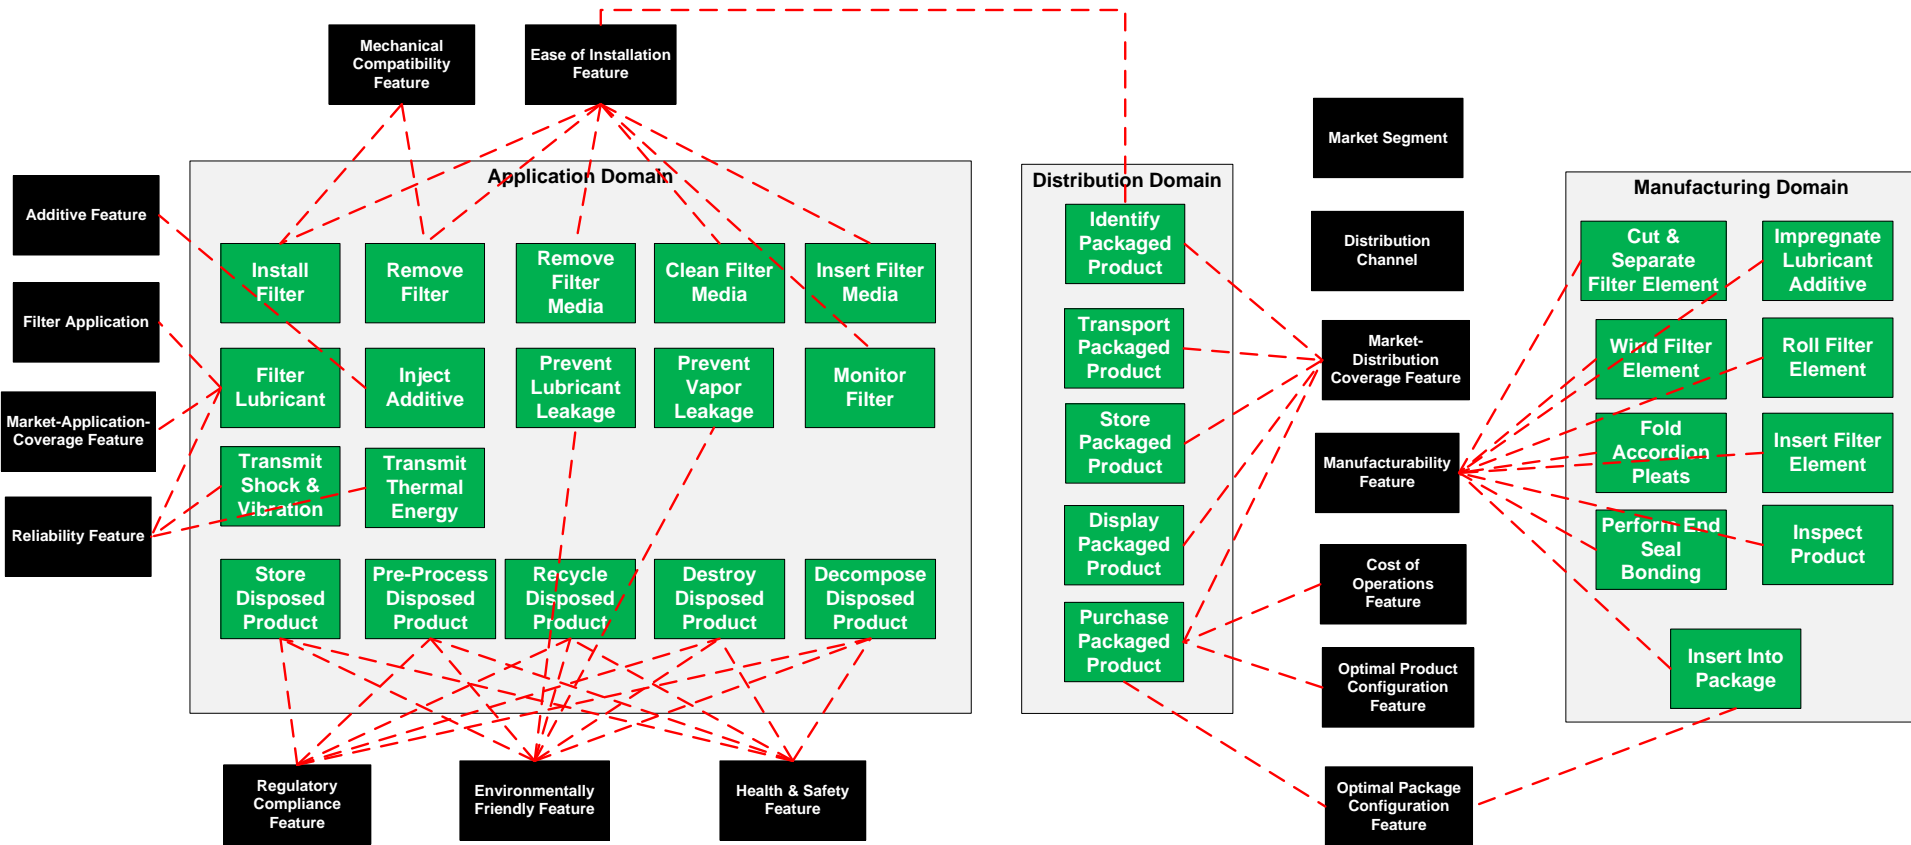 Mechanical
Compatibility
Feature
Ease of Installation
Feature
Market Segment
Additive Feature
Distribution
Channel
Filter Application
Market-
Distribution
Coverage Feature
Market-Application-
Coverage Feature
Manufacturability
Feature
Reliability Feature
Cost of
Operations
Feature
Optimal Product
Configuration
Feature
Regulatory
Compliance
Feature
Environmentally
Friendly Feature
Health & Safety
Feature
Optimal Package
Configuration
Feature
Application Domain
Install
Filter
Remove
Filter
Remove
Filter
Media
Clean Filter
Media
Insert Filter
Media
Filter
Lubricant
Inject
Additive
Prevent
Lubricant
Leakage
Prevent
Vapor
Leakage
Monitor
Filter
Transmit
Shock &
Vibration
Transmit
Thermal
Energy
Store
Disposed
Product
Pre-Process
Disposed
Product
Recycle
Disposed
Product
Destroy
Disposed
Product
Decompose
Disposed
Product
Distribution Domain
Identify
Packaged
Product
Transport
Packaged
Product
Store
Packaged
Product
Display
Packaged
Product
Purchase
Packaged
Product
Manufacturing Domain
Cut &
Separate
Filter Element
Impregnate
Lubricant
Additive
Wind Filter
Element
Roll Filter
Element
Fold
Accordion
Pleats
Insert Filter
Element
Perform End
Seal
Bonding
Inspect
Product
Insert Into
Package